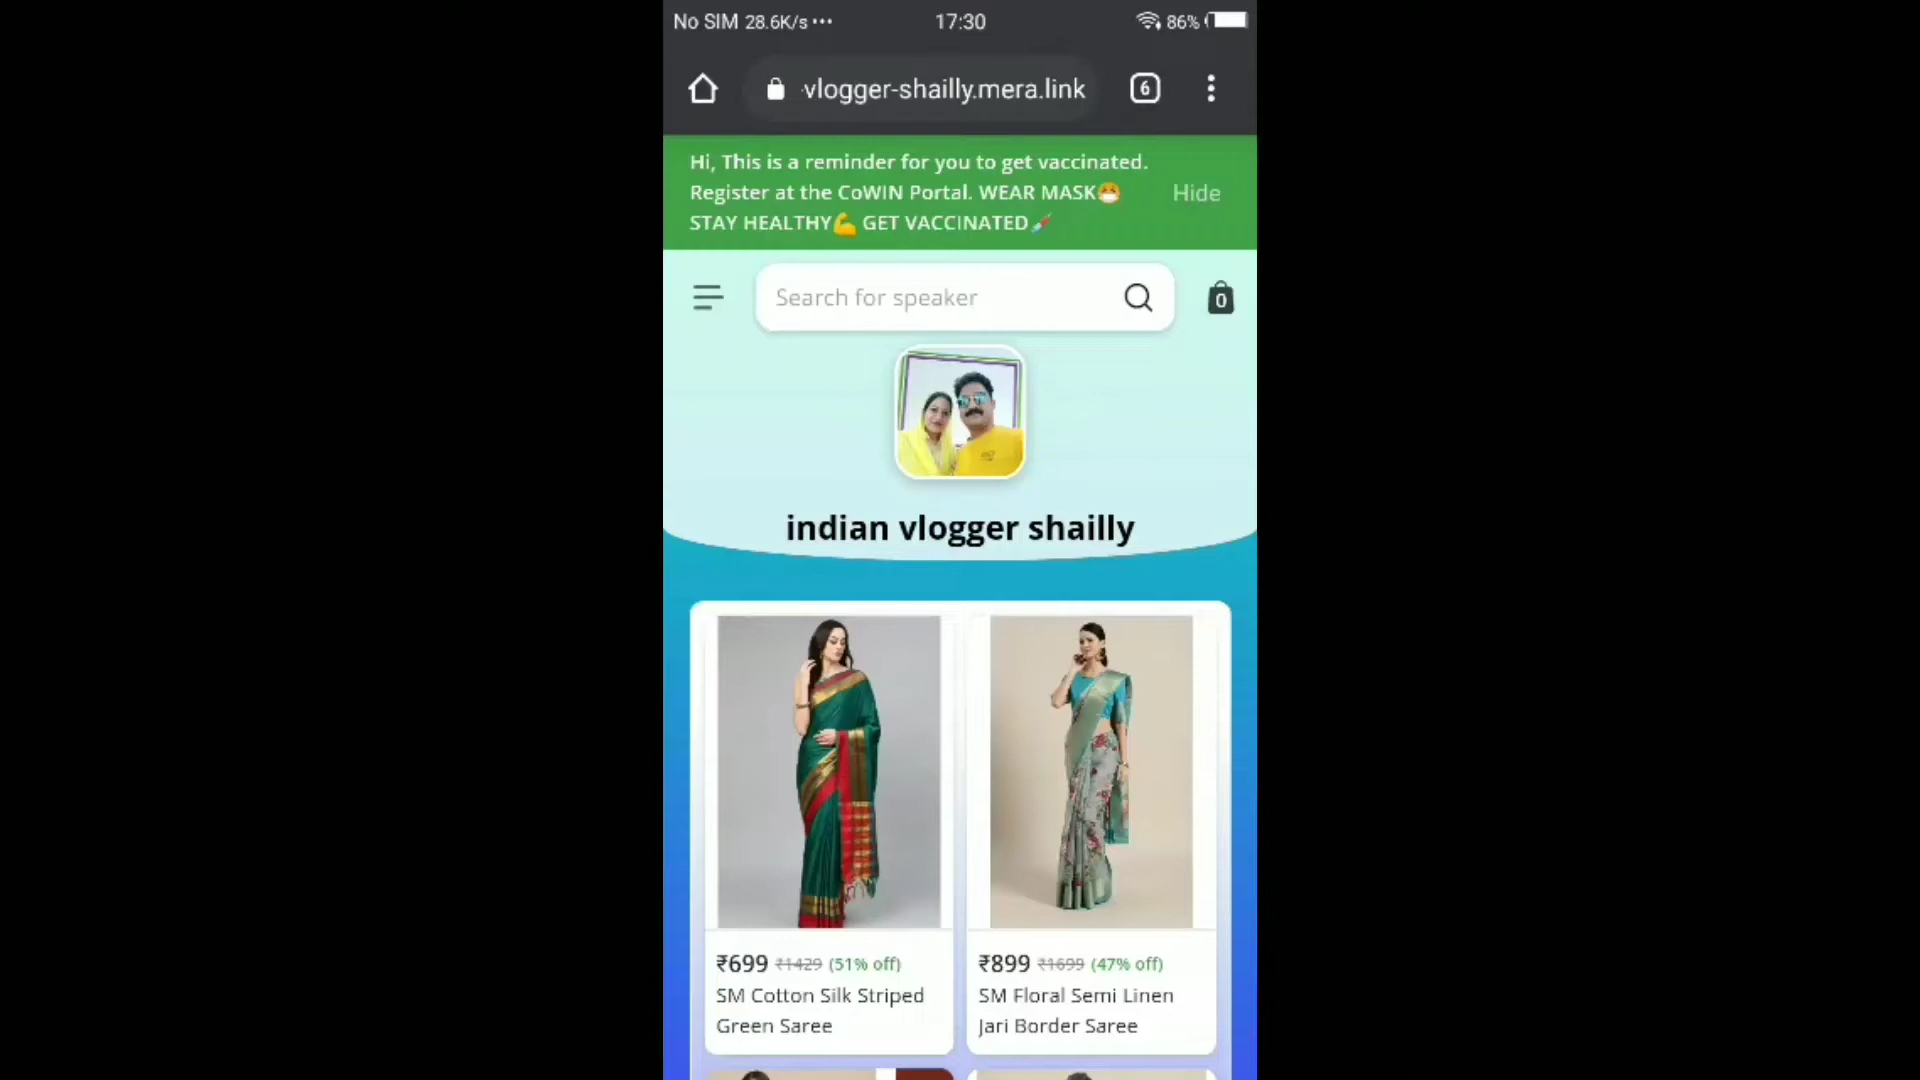 No SIM 28.6K/s ••• 17:30 86%
-vlogger-shailly.mera.link 6
Hi, This is a reminder for you to get vaccinated.
Register at the CoWIN Portal. WEAR MASK😷 Hide
STAY HEALTHY💪 GET VACCINATED💉
Search for speaker 0
indian vlogger shailly
₹699 ₹1429 (51% off)
SM Cotton Silk Striped
Green Saree
₹899 ₹1699 (47% off)
SM Floral Semi Linen
Jari Border Saree